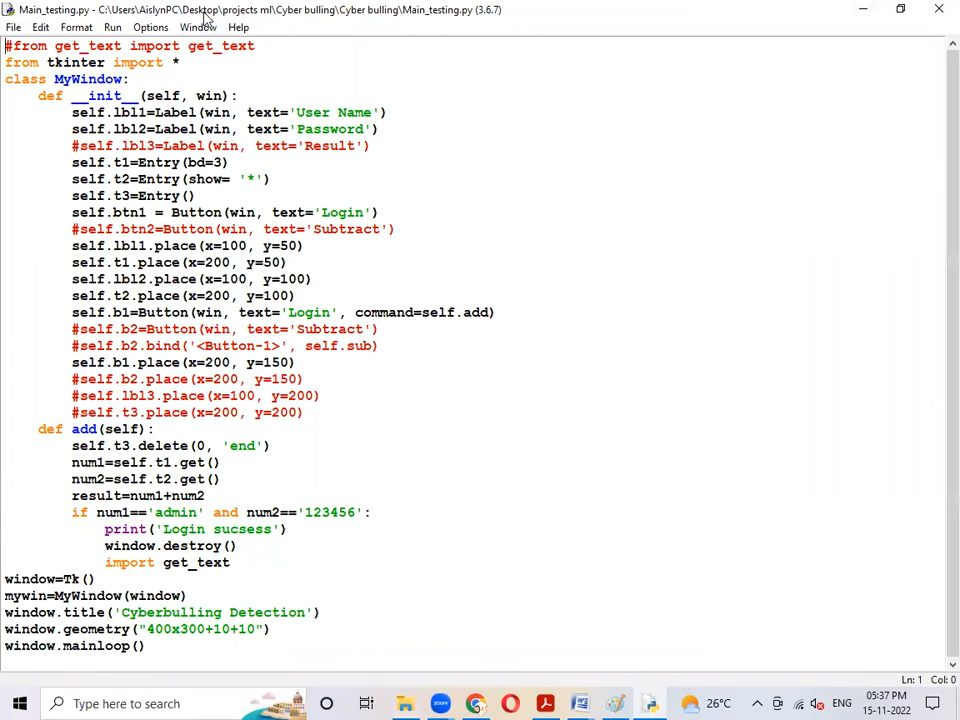 Main_testing.py - C:\Users\AislynPC\Desktop\projects ml\Cyber bulling\Cyber bulling\Main_testing.py (3.6.7)
File Edit Format Run Options Window Help
#from get_text import get_text
from tkinter import *
class MyWindow:
    def __init__(self, win):
        self.lbl1=Label(win, text='User Name')
        self.lbl2=Label(win, text='Password')
        #self.lbl3=Label(win, text='Result')
        self.t1=Entry(bd=3)
        self.t2=Entry(show= '*')
        self.t3=Entry()
        self.btn1 = Button(win, text='Login')
        #self.btn2=Button(win, text='Subtract')
        self.lbl1.place(x=100, y=50)
        self.t1.place(x=200, y=50)
        self.lbl2.place(x=100, y=100)
        self.t2.place(x=200, y=100)
        self.b1=Button(win, text='Login', command=self.add)
        #self.b2=Button(win, text='Subtract')
        #self.b2.bind('<Button-1>', self.sub)
        self.b1.place(x=200, y=150)
        #self.b2.place(x=200, y=150)
        #self.lbl3.place(x=100, y=200)
        #self.t3.place(x=200, y=200)
    def add(self):
        self.t3.delete(0, 'end')
        num1=self.t1.get()
        num2=self.t2.get()
        result=num1+num2
        if num1=='admin' and num2=='123456':
            print('Login sucsess')
            window.destroy()
            import get_text
window=Tk()
mywin=MyWindow(window)
window.title('Cyberbulling Detection')
window.geometry("400x300+10+10")
window.mainloop()
Ln: 1 Col: 0
Type here to search
zoom
26°C
ENG
05:37 PM
15-11-2022